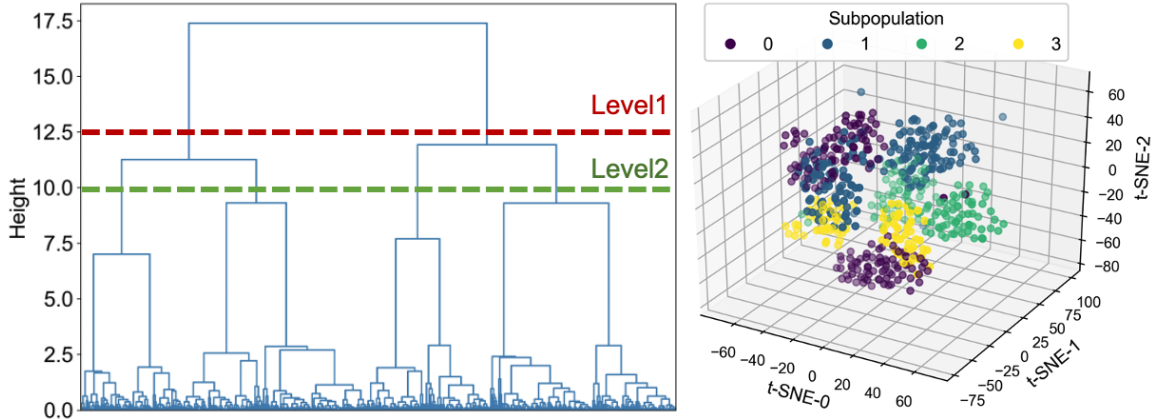 17.5
15.0
12.5
10.0
7.5
5.0
2.5
0.0
Height
Level1
Level2
Subpopulation
0 1 2 3
60
40
20
0
−20
−40
−60
−80
t-SNE-2
−60 −40 −20 0 20 40 60
t-SNE-0
−75 −50 −25 0 25 50 75 100
t-SNE-1